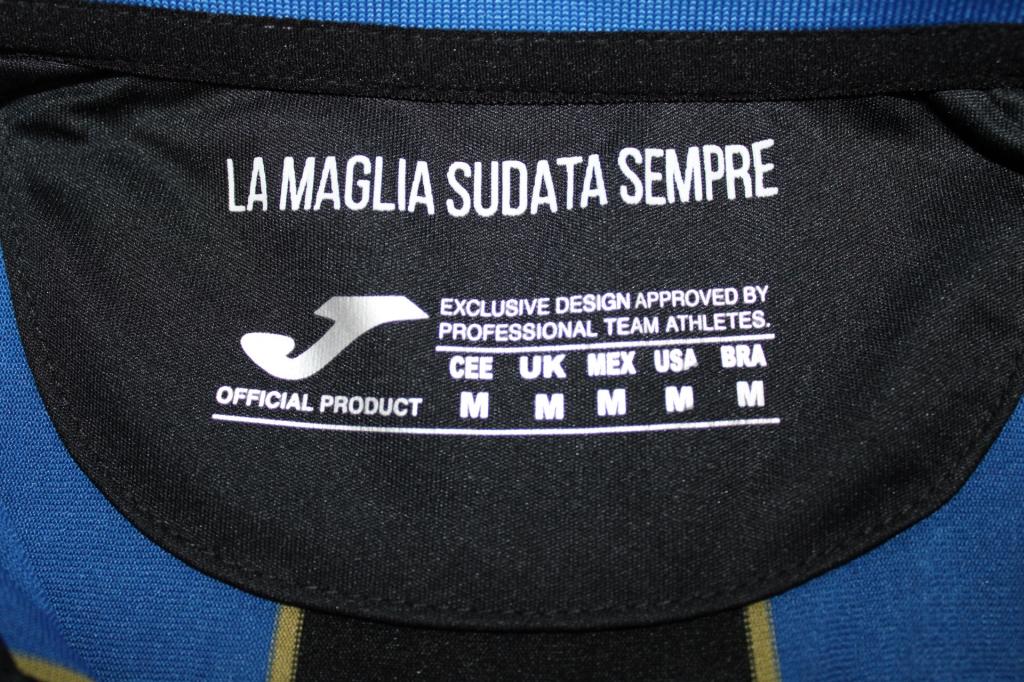 LA MAGLIA SUDATA SEMPRE
EXCLUSIVE DESIGN APPROVED BY
PROFESSIONAL TEAM ATHLETES.
CEE UK MEX USA BRA
M M M M M
OFFICIAL PRODUCT